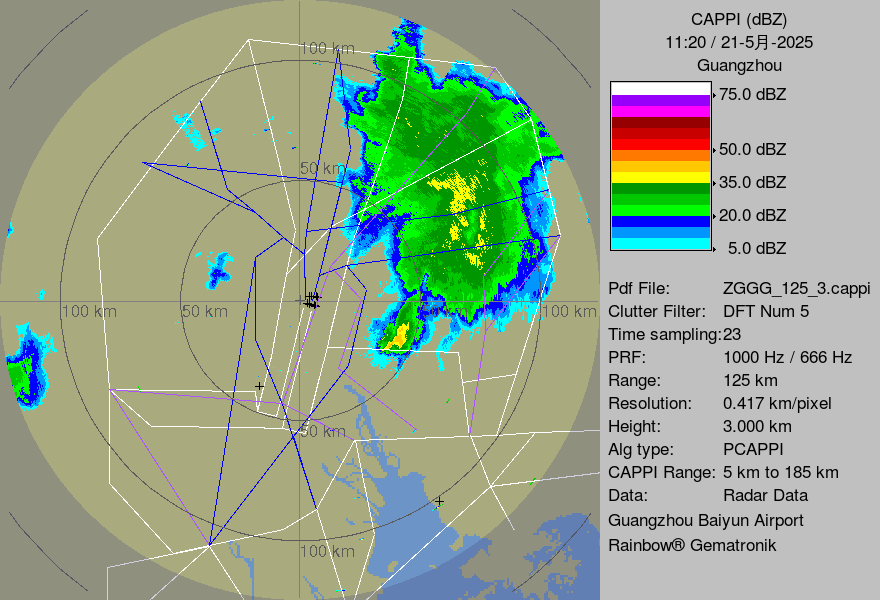 CAPPI (dBZ)
11:20 / 21-5月-2025
Guangzhou
75.0 dBZ
50.0 dBZ
35.0 dBZ
20.0 dBZ
5.0 dBZ
Pdf File: ZGGG_125_3.cappi
Clutter Filter: DFT Num 5
Time sampling:23
PRF: 1000 Hz / 666 Hz
Range: 125 km
Resolution: 0.417 km/pixel
Height: 3.000 km
Alg type: PCAPPI
CAPPI Range: 5 km to 185 km
Data: Radar Data
Guangzhou Baiyun Airport
Rainbow® Gematronik
100 km
50 km
100 km
50 km
100 km
50 km
100 km